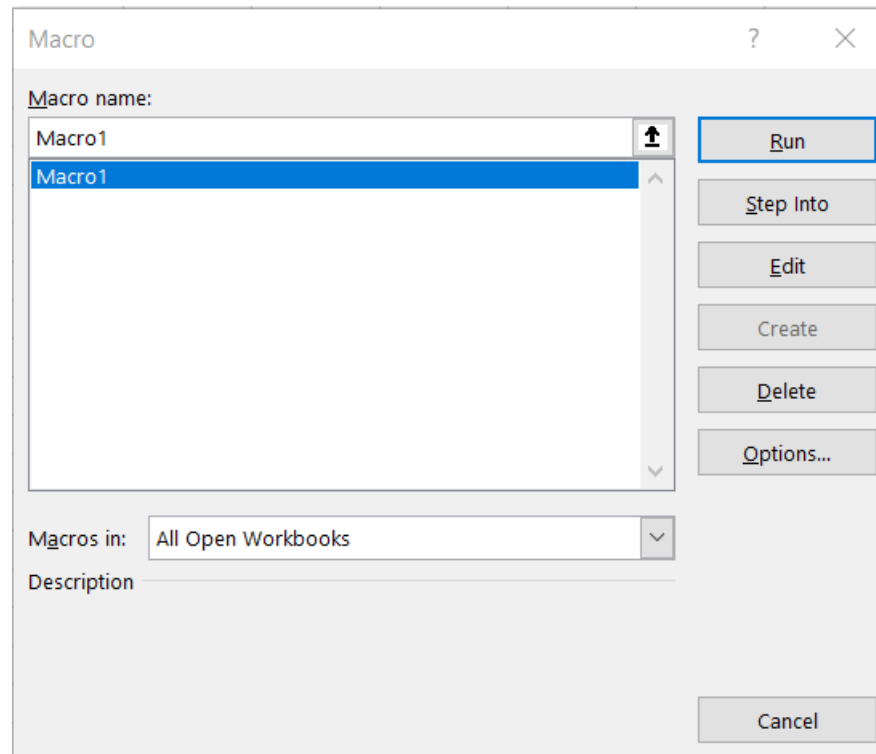 Macro ?
Macro name:
Macro1
Run
Macro1
Step Into
Edit
Create
Delete
Options...
Macros in: All Open Workbooks
Description
Cancel